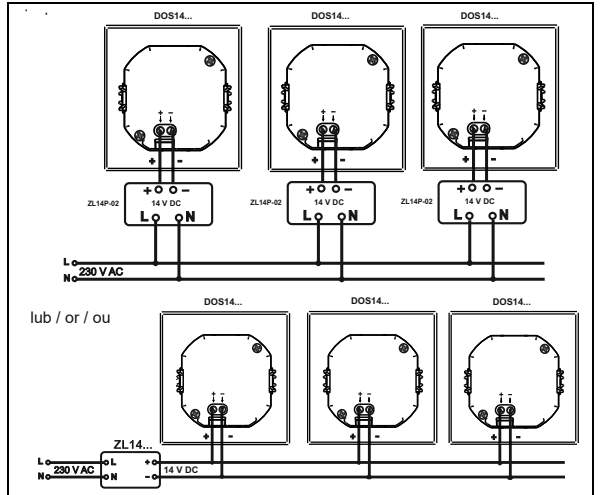 DOS14... DOS14... DOS14...
+ − + − + −
+ − + − + −
+ − + − + −
ZL14P-02 14 V DC ZL14P-02 14 V DC ZL14P-02 14 V DC
L N L N L N
L
230 V AC
N
lub / or / ou
DOS14... DOS14... DOS14...
+ − + − + −
+ − + − + −
ZL14...
L L +
230 V AC 14 V DC
N N −